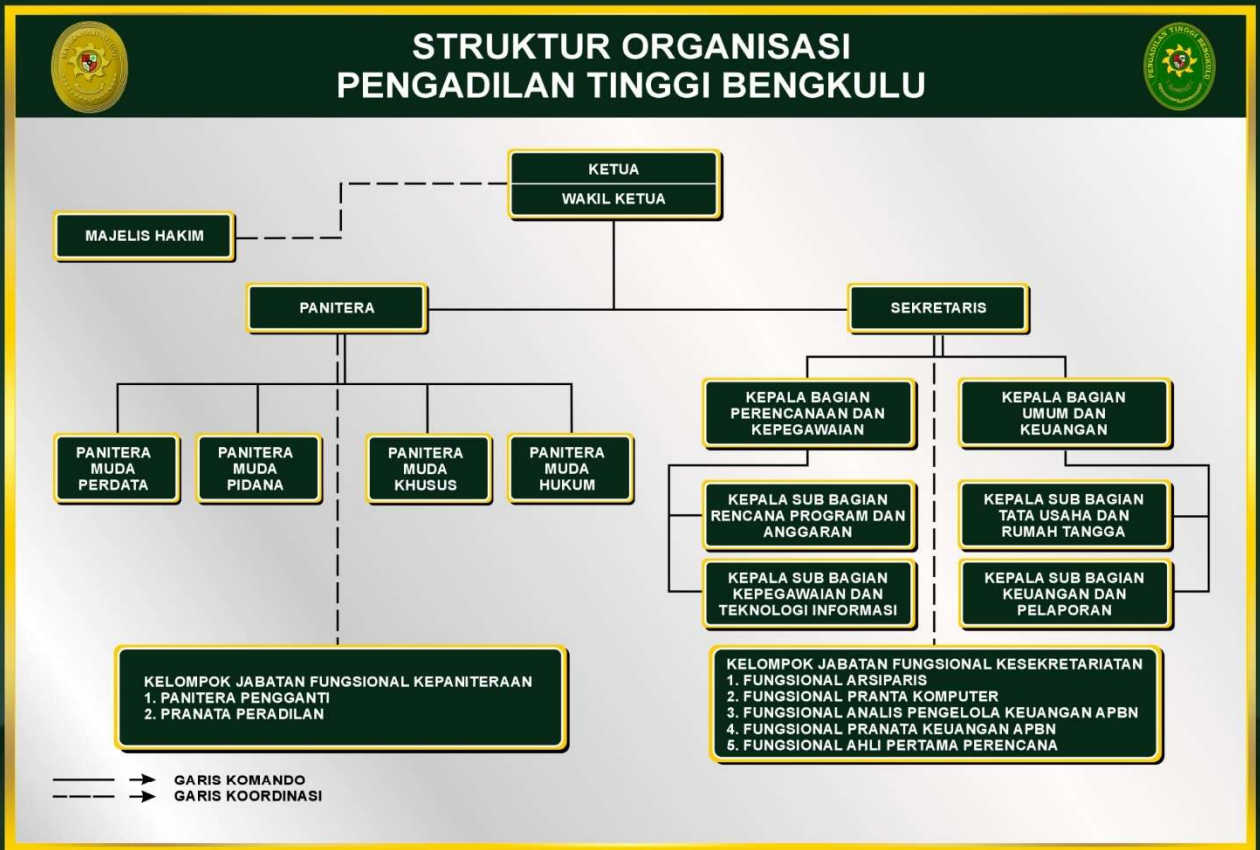 STRUKTUR ORGANISASI
PENGADILAN TINGGI BENGKULU
PENGADILAN TINGGI BENGKULU
KETUA
WAKIL KETUA
MAJELIS HAKIM
PANITERA
SEKRETARIS
PANITERA
MUDA
PERDATA
PANITERA
MUDA
PIDANA
PANITERA
MUDA
KHUSUS
PANITERA
MUDA
HUKUM
KEPALA BAGIAN
PERENCANAAN DAN
KEPEGAWAIAN
KEPALA BAGIAN
UMUM DAN
KEUANGAN
KEPALA SUB BAGIAN
RENCANA PROGRAM DAN
ANGGARAN
KEPALA SUB BAGIAN
TATA USAHA DAN
RUMAH TANGGA
KEPALA SUB BAGIAN
KEPEGAWAIAN DAN
TEKNOLOGI INFORMASI
KEPALA SUB BAGIAN
KEUANGAN DAN
PELAPORAN
KELOMPOK JABATAN FUNGSIONAL KEPANITERAAN
1. PANITERA PENGGANTI
2. PRANATA PERADILAN
KELOMPOK JABATAN FUNGSIONAL KESEKRETARIATAN
1. FUNGSIONAL ARSIPARIS
2. FUNGSIONAL PRANTA KOMPUTER
3. FUNGSIONAL ANALIS PENGELOLA KEUANGAN APBN
4. FUNGSIONAL PRANATA KEUANGAN APBN
5. FUNGSIONAL AHLI PERTAMA PERENCANA
GARIS KOMANDO
GARIS KOORDINASI